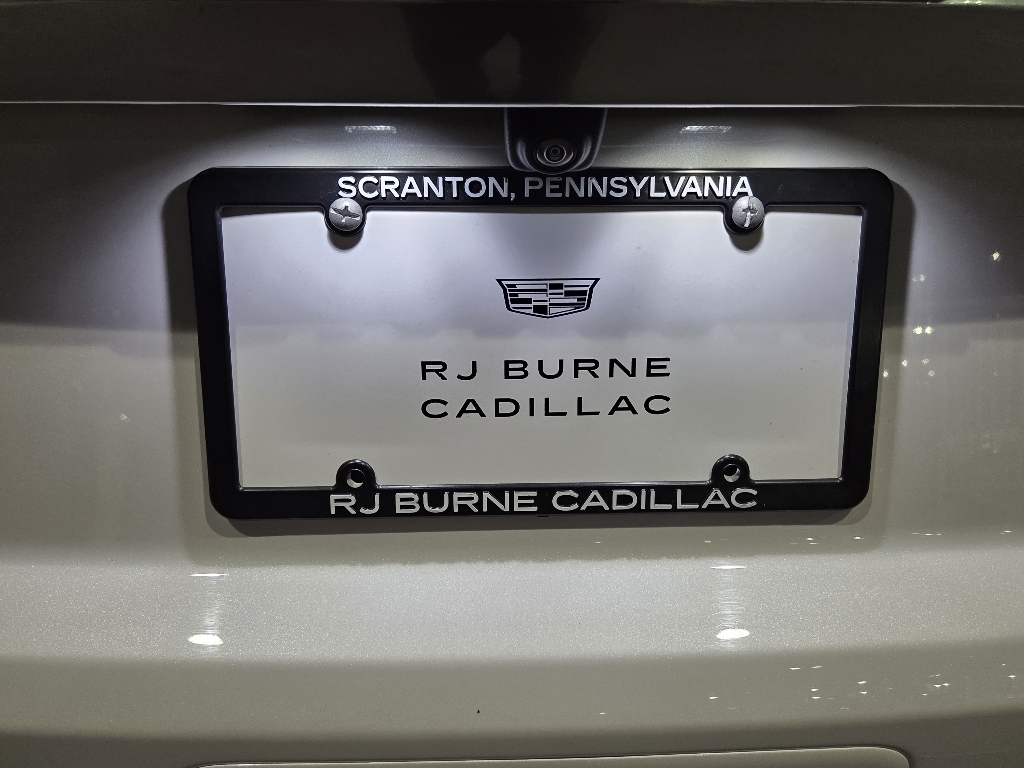 SCRANTON, PENNSYLVANIA
RJ BURNE
CADILLAC
RJ BURNE CADILLAC